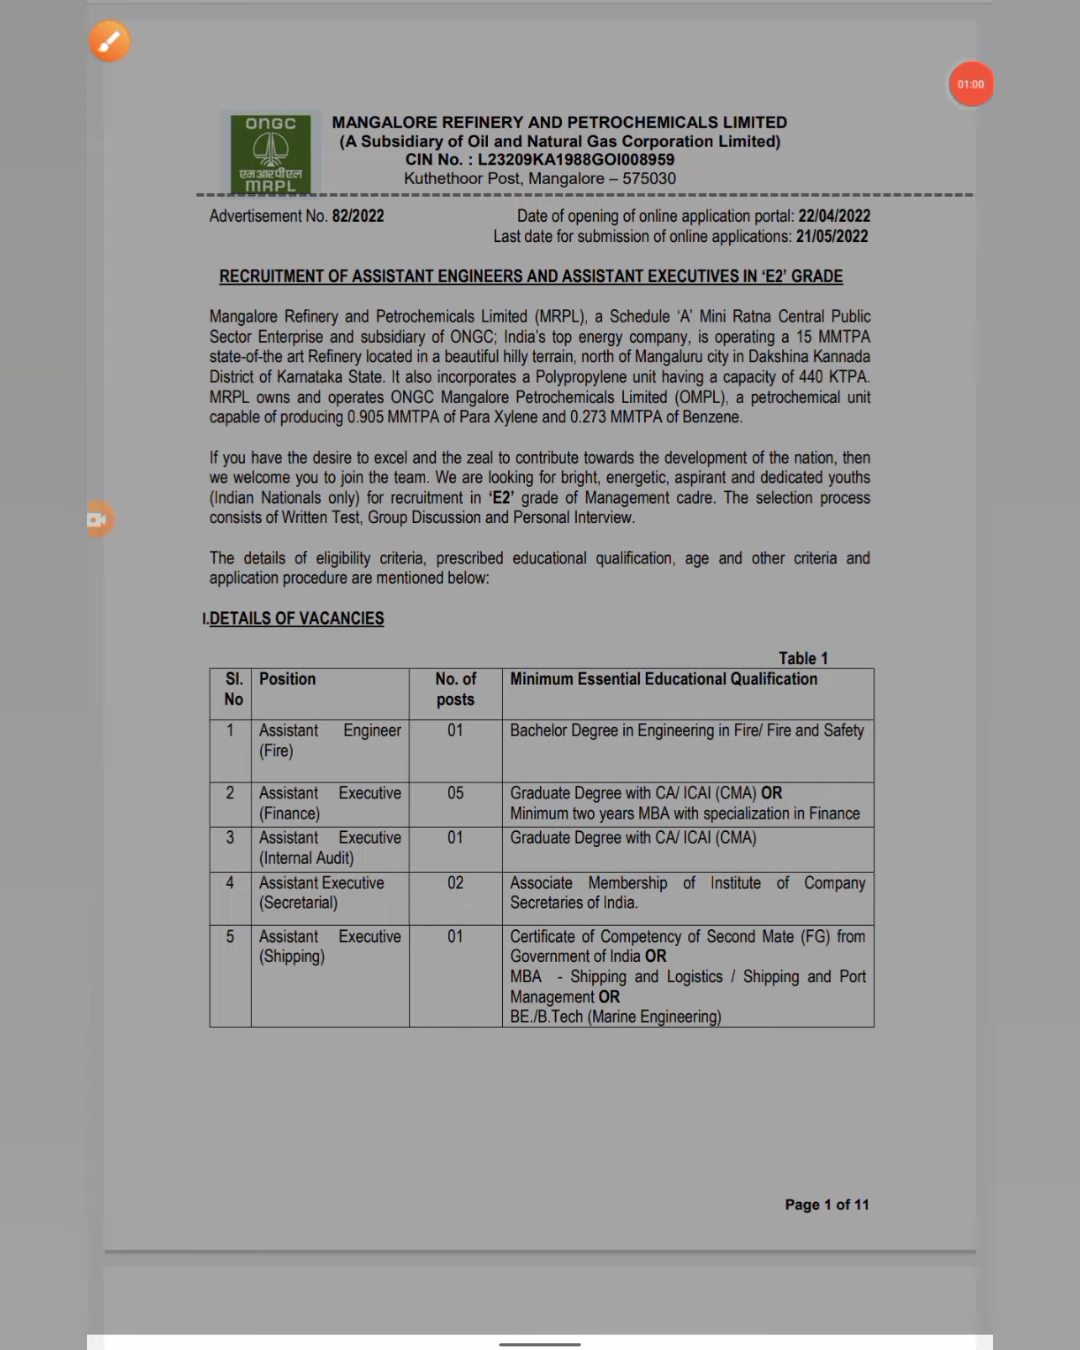 01:00
ONGC
एमआरपीएल
MRPL
MANGALORE REFINERY AND PETROCHEMICALS LIMITED
(A Subsidiary of Oil and Natural Gas Corporation Limited)
CIN No. : L23209KA1988GOI008959
Kuthethoor Post, Mangalore – 575030
Advertisement No. 82/2022 Date of opening of online application portal: 22/04/2022
Last date for submission of online applications: 21/05/2022
RECRUITMENT OF ASSISTANT ENGINEERS AND ASSISTANT EXECUTIVES IN ‘E2’ GRADE
Mangalore Refinery and Petrochemicals Limited (MRPL), a Schedule ‘A’ Mini Ratna Central Public
Sector Enterprise and subsidiary of ONGC; India’s top energy company, is operating a 15 MMTPA
state-of-the art Refinery located in a beautiful hilly terrain, north of Mangaluru city in Dakshina Kannada
District of Karnataka State. It also incorporates a Polypropylene unit having a capacity of 440 KTPA.
MRPL owns and operates ONGC Mangalore Petrochemicals Limited (OMPL), a petrochemical unit
capable of producing 0.905 MMTPA of Para Xylene and 0.273 MMTPA of Benzene.
If you have the desire to excel and the zeal to contribute towards the development of the nation, then
we welcome you to join the team. We are looking for bright, energetic, aspirant and dedicated youths
(Indian Nationals only) for recruitment in ‘E2’ grade of Management cadre. The selection process
consists of Written Test, Group Discussion and Personal Interview.
The details of eligibility criteria, prescribed educational qualification, age and other criteria and
application procedure are mentioned below:
I.DETAILS OF VACANCIES
Table 1
Sl. Position No. of Minimum Essential Educational Qualification
No posts
1 Assistant Engineer 01 Bachelor Degree in Engineering in Fire/ Fire and Safety
(Fire)
2 Assistant Executive 05 Graduate Degree with CA/ ICAI (CMA) OR
(Finance) Minimum two years MBA with specialization in Finance
3 Assistant Executive 01 Graduate Degree with CA/ ICAI (CMA)
(Internal Audit)
4 Assistant Executive 02 Associate Membership of Institute of Company
(Secretarial) Secretaries of India.
5 Assistant Executive 01 Certificate of Competency of Second Mate (FG) from
(Shipping) Government of India OR
MBA - Shipping and Logistics / Shipping and Port
Management OR
BE./B.Tech (Marine Engineering)
Page 1 of 11